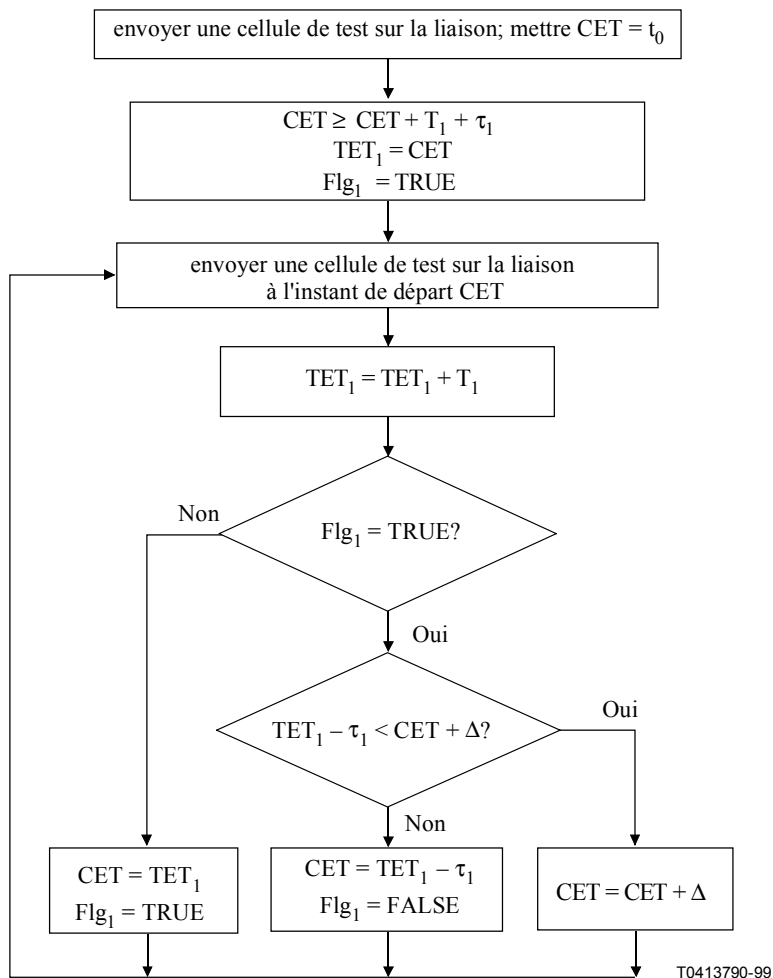 envoyer une cellule de test sur la liaison; mettre CET = t₀
CET ≥ CET + T₁ + τ₁
TET₁ = CET
Flg₁ = TRUE
envoyer une cellule de test sur la liaison
à l'instant de départ CET
TET₁ = TET₁ + T₁
Non
Flg₁ = TRUE?
Oui
TET₁ – τ₁ < CET + Δ?
Oui
Non
CET = TET₁
Flg₁ = TRUE
CET = TET₁ – τ₁
Flg₁ = FALSE
CET = CET + Δ
T0413790-99